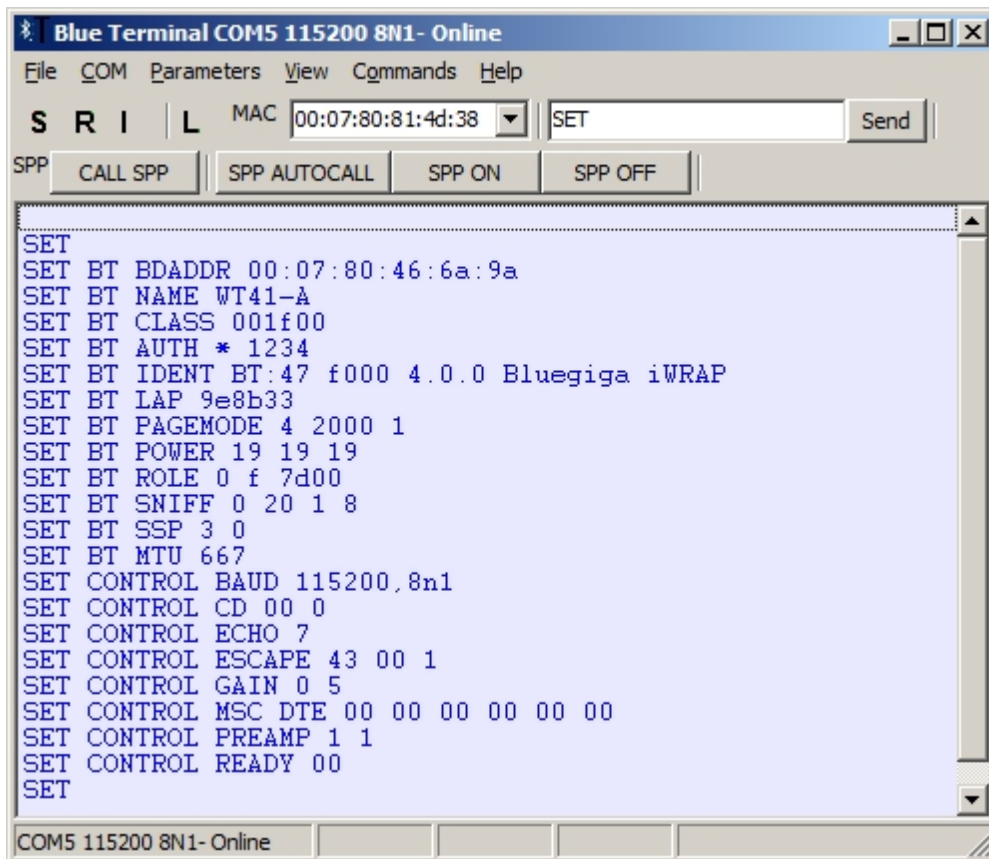 Blue Terminal COM5 115200 8N1- Online
File COM Parameters View Commands Help
S R I L MAC 00:07:80:81:4d:38 SET Send
SPP CALL SPP SPP AUTOCALL SPP ON SPP OFF
SET
SET BT BDADDR 00:07:80:46:6a:9a
SET BT NAME WT41-A
SET BT CLASS 001f00
SET BT AUTH * 1234
SET BT IDENT BT:47 f000 4.0.0 Bluegiga iWRAP
SET BT LAP 9e8b33
SET BT PAGEMODE 4 2000 1
SET BT POWER 19 19 19
SET BT ROLE 0 f 7d00
SET BT SNIFF 0 20 1 8
SET BT SSP 3 0
SET BT MTU 667
SET CONTROL BAUD 115200,8n1
SET CONTROL CD 00 0
SET CONTROL ECHO 7
SET CONTROL ESCAPE 43 00 1
SET CONTROL GAIN 0 5
SET CONTROL MSC DTE 00 00 00 00 00 00
SET CONTROL PREAMP 1 1
SET CONTROL READY 00
SET
COM5 115200 8N1- Online